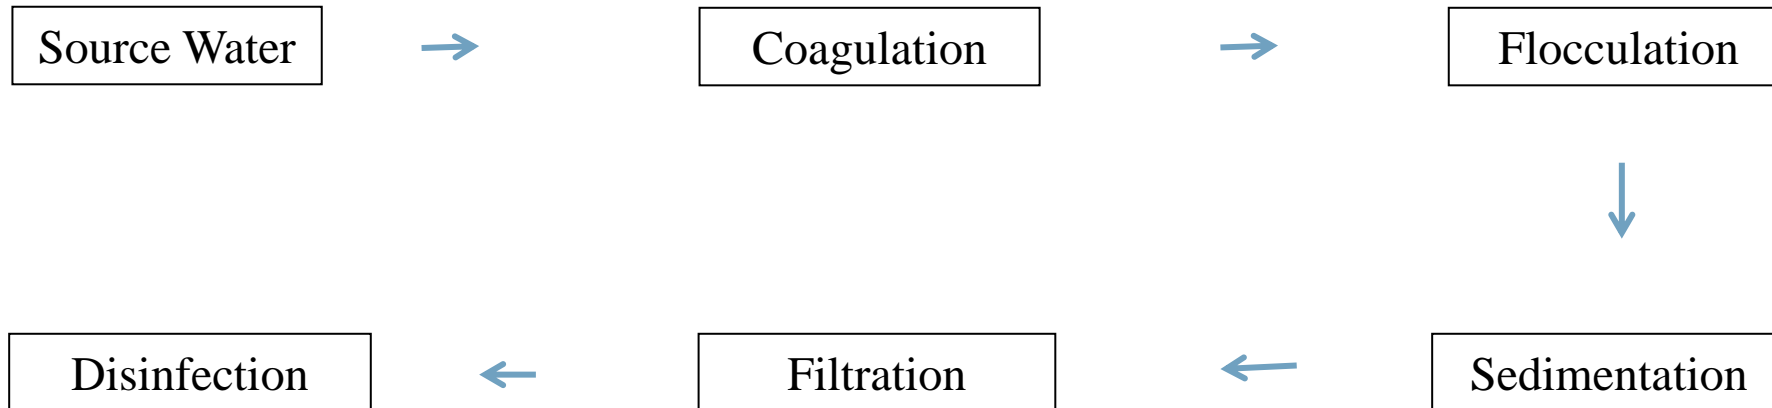 Source Water
Coagulation
Flocculation
Sedimentation
Filtration
Disinfection